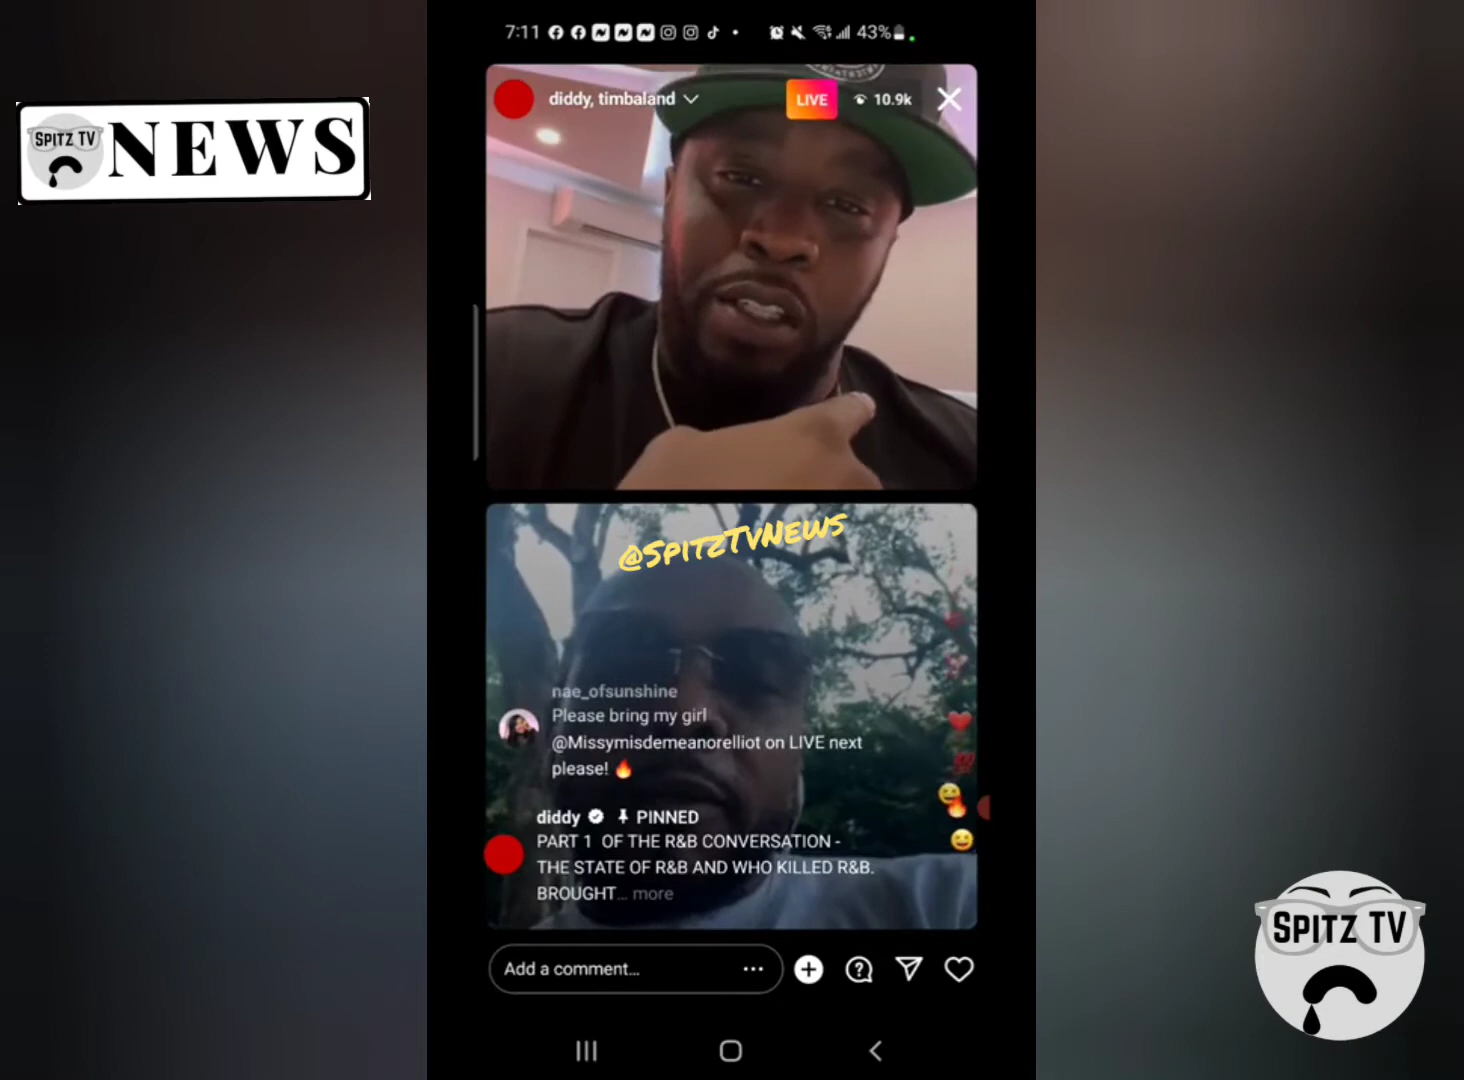 7:11
43%
SPITZ TV
NEWS
diddy, timbaland
LIVE
10.9k
@SpitzTvNews
nae_ofsunshine
Please bring my girl
@Missymisdemeanorelliot on LIVE next
please!
diddy PINNED
PART 1 OF THE R&B CONVERSATION -
THE STATE OF R&B AND WHO KILLED R&B.
BROUGHT... more
Add a comment...
SPITZ TV